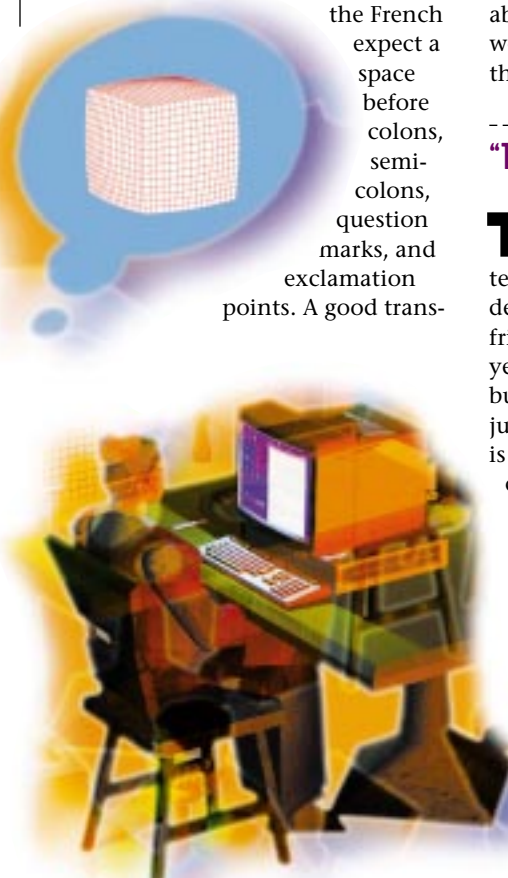 the French
expect a
space
before
colons,
semi-
colons,
question
marks, and
exclamation
points. A good trans-